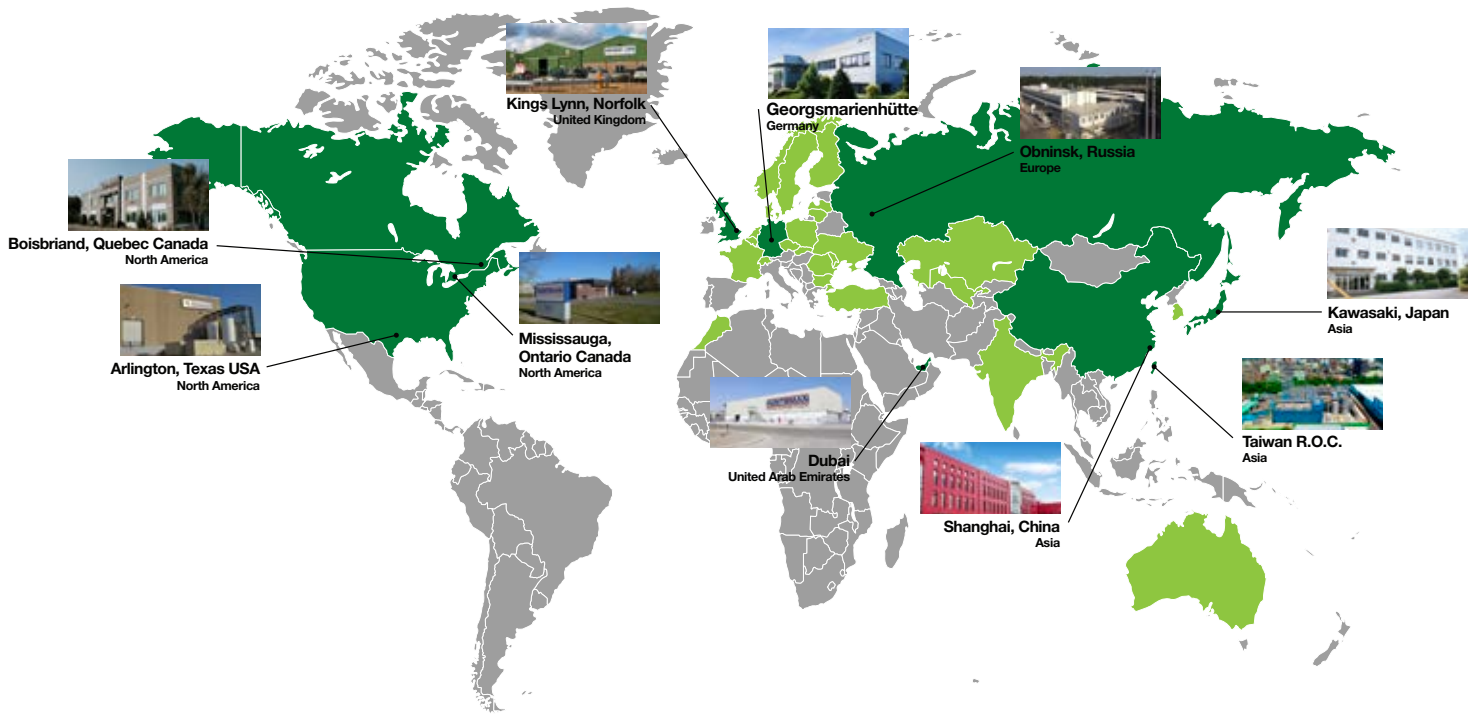 Kings Lynn, Norfolk
United Kingdom
Georgsmarienhütte
Germany
Obninsk, Russia
Europe
Boisbriand, Quebec Canada
North America
Arlington, Texas USA
North America
Mississauga,
Ontario Canada
North America
Kawasaki, Japan
Asia
Dubai
United Arab Emirates
Taiwan R.O.C.
Asia
Shanghai, China
Asia